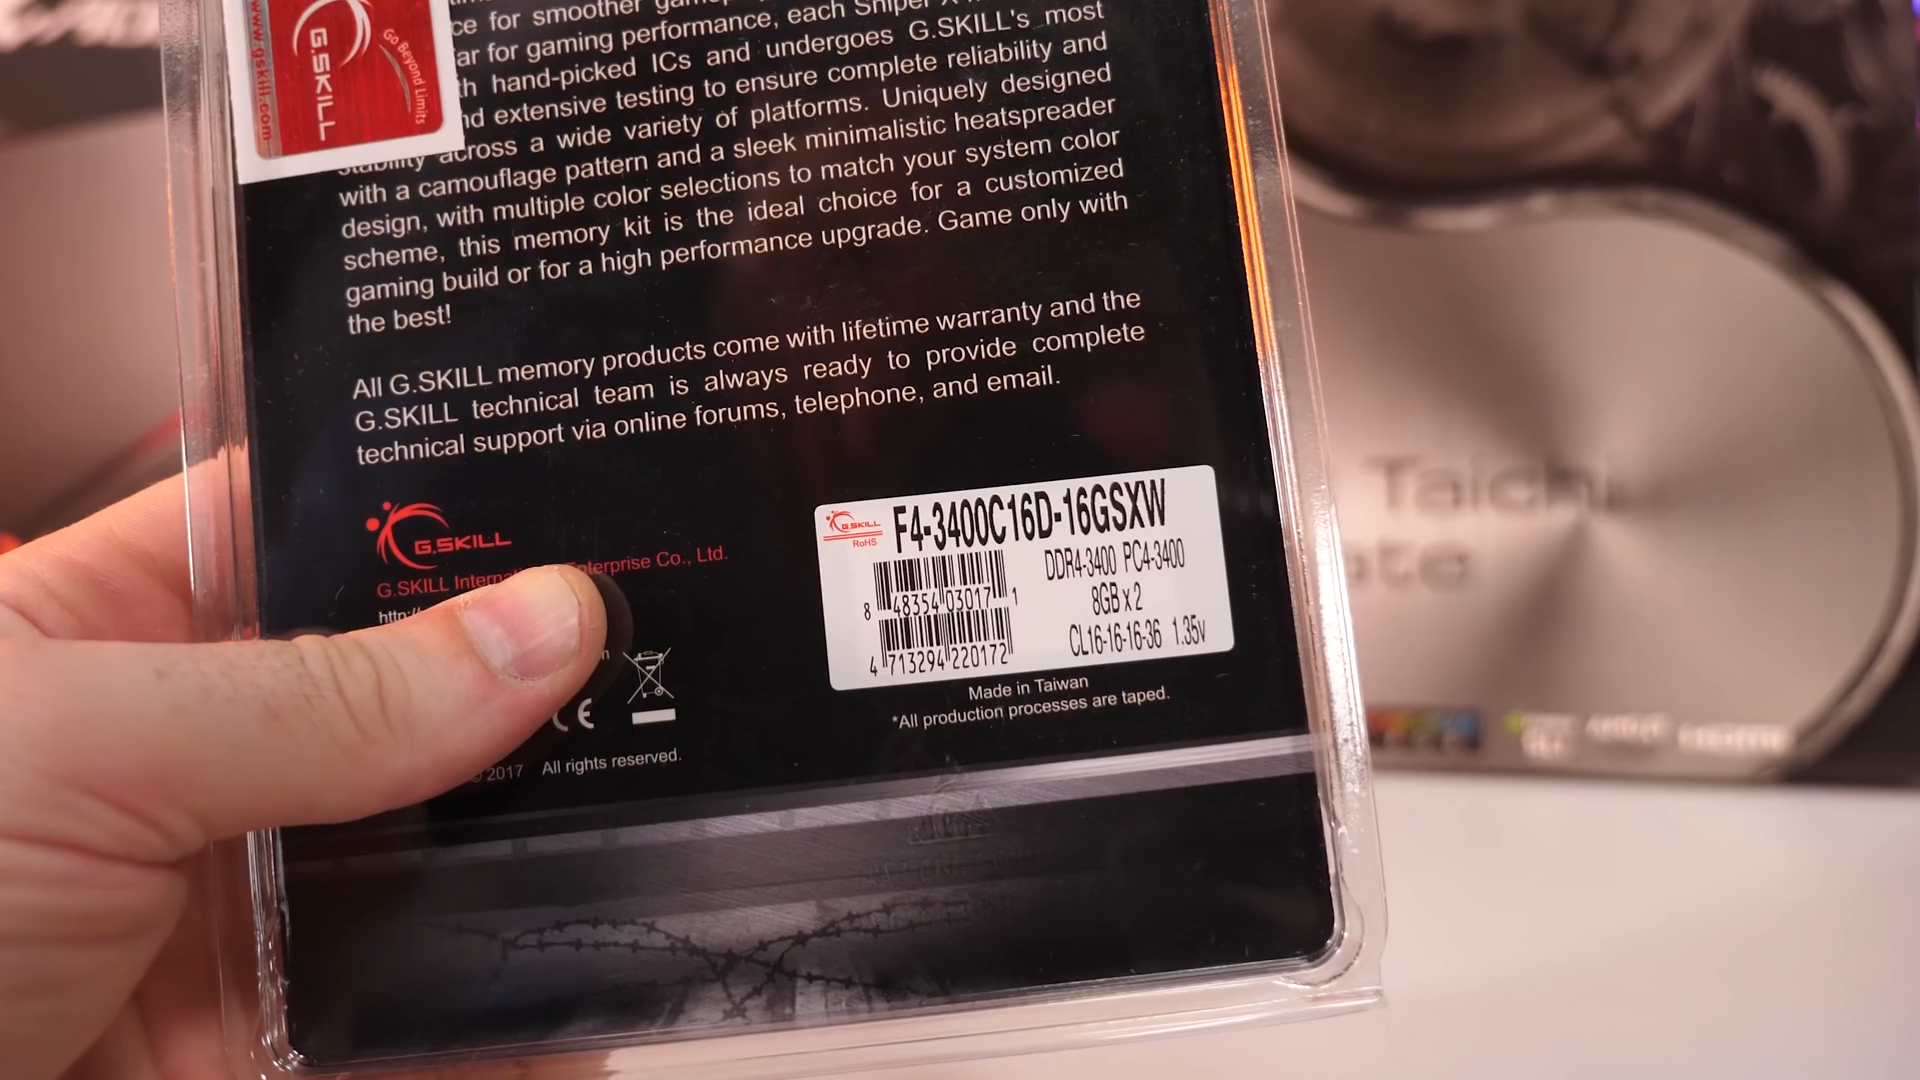 www.gskill.com
G.SKILL
Go Beyond Limits
for smoother
for gaming performance, each Sniper X
hand-picked ICs and undergoes G.SKILL's most
extensive testing to ensure complete reliability and
stability across a wide variety of platforms. Uniquely designed
with a camouflage pattern and a sleek minimalistic heatspreader
design, with multiple color selections to match your system color
scheme, this memory kit is the ideal choice for a customized
gaming build or for a high performance upgrade. Game only with
the best!
All G.SKILL memory products come with lifetime warranty and the
G.SKILL technical team is always ready to provide complete
technical support via online forums, telephone, and email.
G.SKILL
G.SKILL Enterprise Co., Ltd.
http:/
CE
© 2017 All rights reserved.
G.SKILL
RoHS
F4-3400C16D-16GSXW
DDR4-3400 PC4-3400
8GB x 2
CL16-16-16-36 1.35v
8 48354 03017 1
4 713294 220172
Made in Taiwan
*All production processes are taped.
Taichi